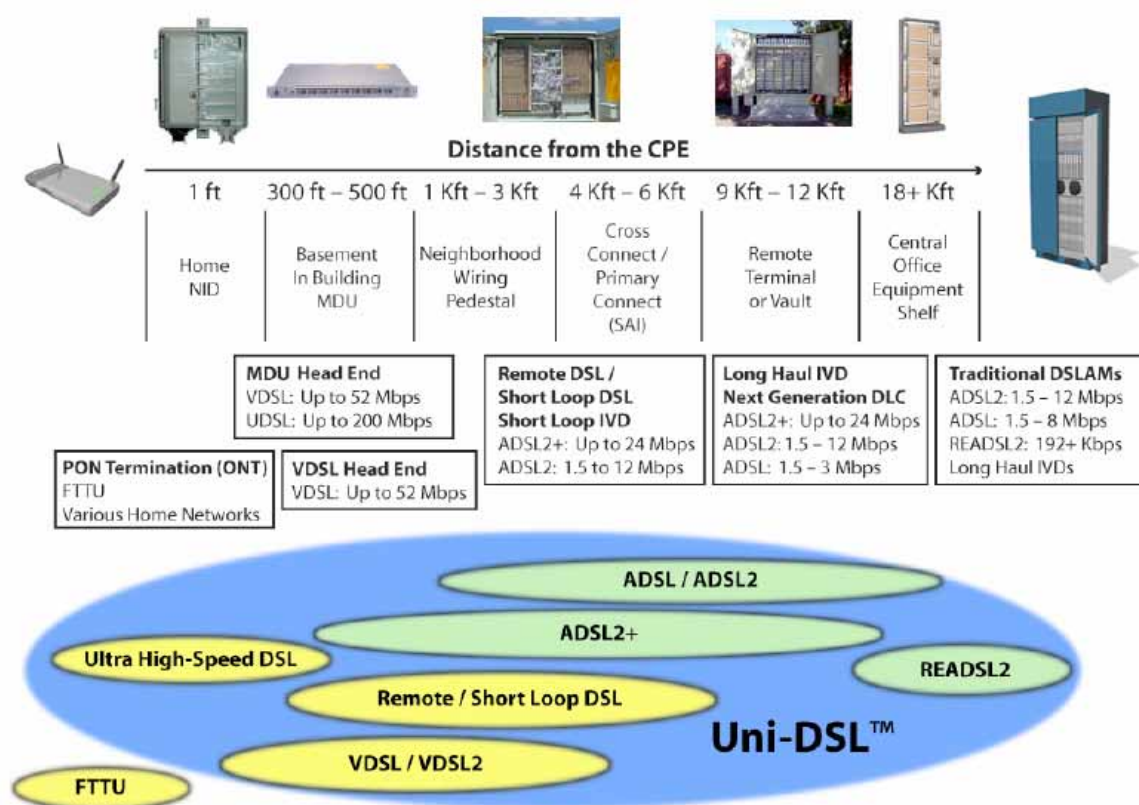 Distance from the CPE
1 ft
300 ft – 500 ft
1 Kft – 3 Kft
4 Kft – 6 Kft
9 Kft – 12 Kft
18+ Kft
Home
NID
Basement
In Building
MDU
Neighborhood
Wiring
Pedestal
Cross
Connect /
Primary
Connect
(SAI)
Remote
Terminal
or Vault
Central
Office
Equipment
Shelf
MDU Head End
VDSL: Up to 52 Mbps
UDSL: Up to 200 Mbps
PON Termination (ONT)
FTTU
Various Home Networks
VDSL Head End
VDSL: Up to 52 Mbps
Remote DSL /
Short Loop DSL
Short Loop IVD
ADSL2+: Up to 24 Mbps
ADSL2: 1.5 to 12 Mbps
Long Haul IVD
Next Generation DLC
ADSL2+: Up to 24 Mbps
ADSL2: 1.5 – 12 Mbps
ADSL: 1.5 – 3 Mbps
Traditional DSLAMs
ADSL2: 1.5 – 12 Mbps
ADSL: 1.5 – 8 Mbps
READSL2: 192+ Kbps
Long Haul IVDs
ADSL / ADSL2
ADSL2+
Ultra High-Speed DSL
READSL2
Remote / Short Loop DSL
Uni-DSL™
VDSL / VDSL2
FTTU